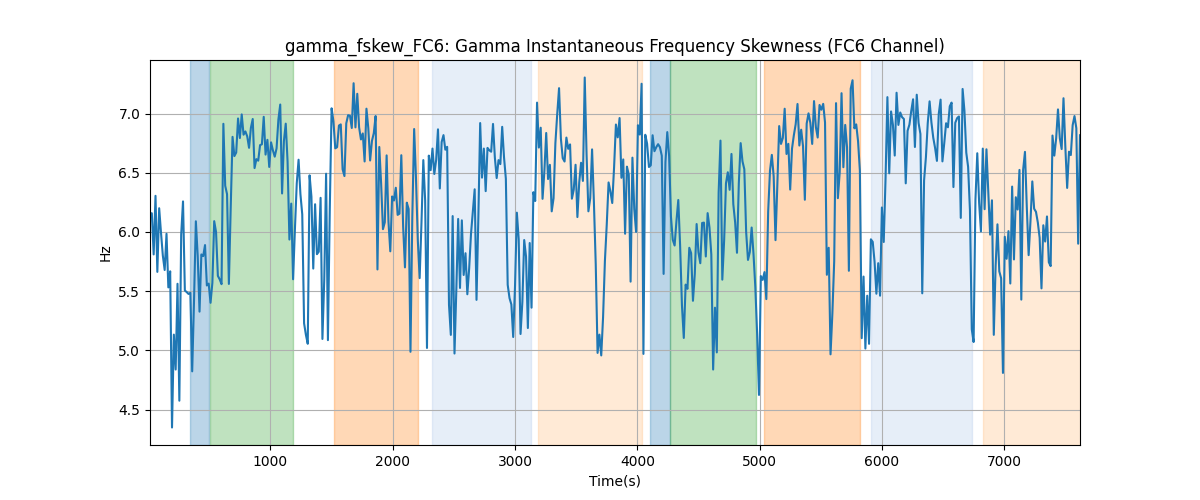 gamma_fskew_FC6: Gamma Instantaneous Frequency Skewness (FC6 Channel)
7.0
6.5
6.0
5.5
5.0
4.5
Hz
1000 2000 3000 4000 5000 6000 7000
Time(s)